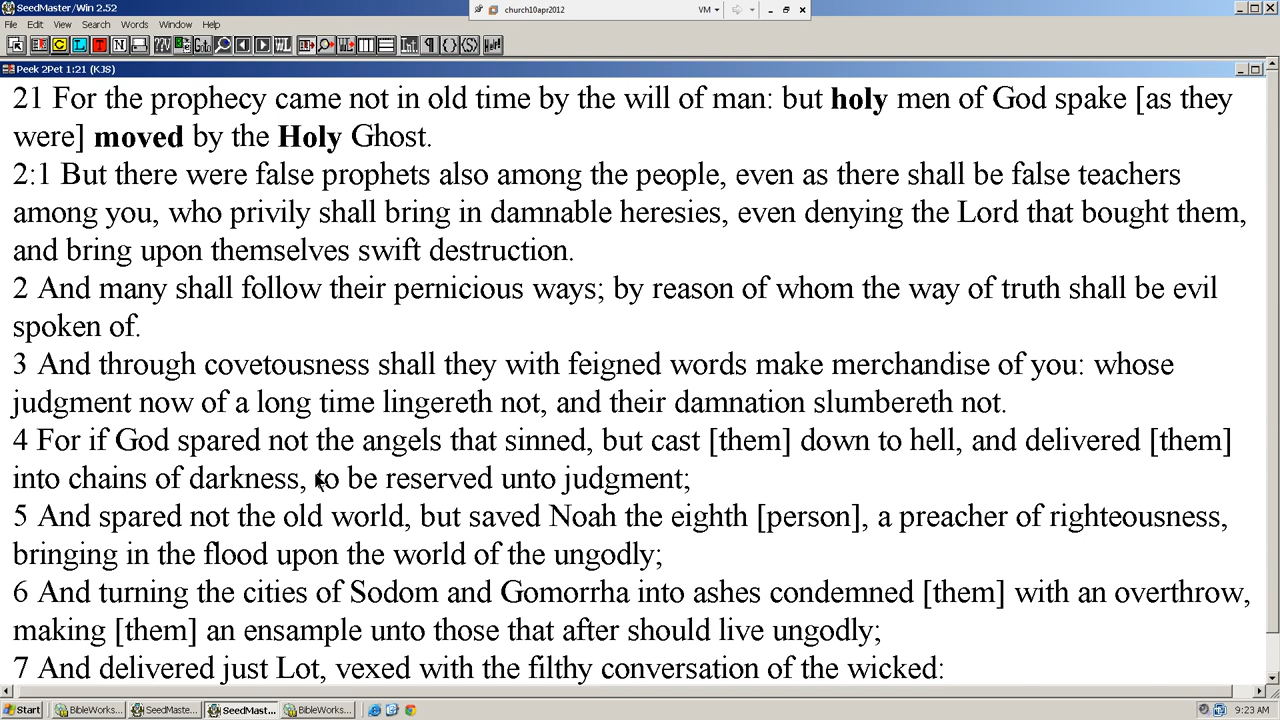 SeedMaster/Win 2.52
church10apr2012
VM
File Edit View Search Words Window Help
Peek 2Pet 1:21 (KJS)
21 For the prophecy came not in old time by the will of man: but holy men of God spake [as they
were] moved by the Holy Ghost.
2:1 But there were false prophets also among the people, even as there shall be false teachers
among you, who privily shall bring in damnable heresies, even denying the Lord that bought them,
and bring upon themselves swift destruction.
2 And many shall follow their pernicious ways; by reason of whom the way of truth shall be evil
spoken of.
3 And through covetousness shall they with feigned words make merchandise of you: whose
judgment now of a long time lingereth not, and their damnation slumbereth not.
4 For if God spared not the angels that sinned, but cast [them] down to hell, and delivered [them]
into chains of darkness, to be reserved unto judgment;
5 And spared not the old world, but saved Noah the eighth [person], a preacher of righteousness,
bringing in the flood upon the world of the ungodly;
6 And turning the cities of Sodom and Gomorrha into ashes condemned [them] with an overthrow,
making [them] an ensample unto those that after should live ungodly;
7 And delivered just Lot, vexed with the filthy conversation of the wicked:
Start BibleWorks... SeedMaste... SeedMast... BibleWorks... 9:23 AM